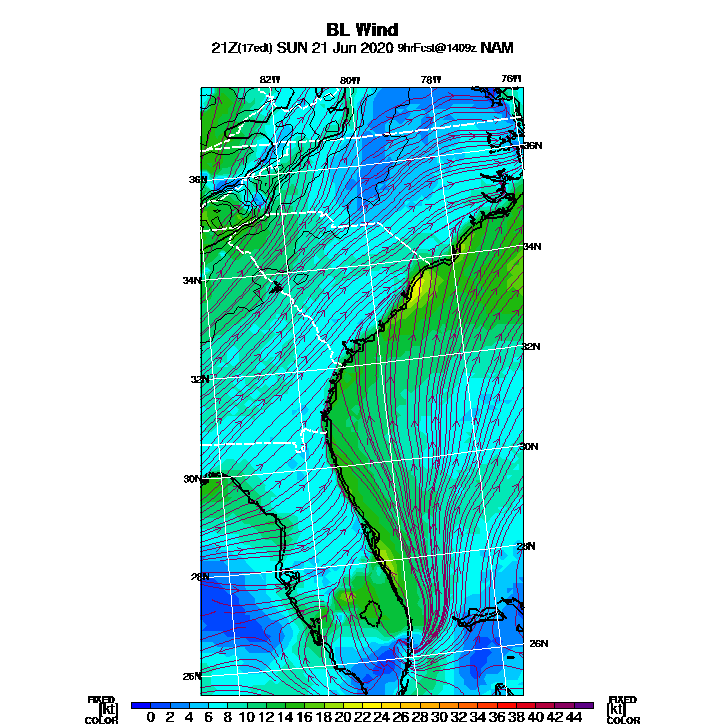 BL Wind
21Z(17edt) SUN 21 Jun 2020 9hrFcst@1409z NAM
82W 80W 78W 76W
36N
36N
34N
34N
32N
32N
30N
30N
28N
28N
26N
26N
FIXED FIXED
[kt] 0 2 4 6 8 10 12 14 16 18 20 22 24 26 28 30 32 34 36 38 40 42 44 [kt]
COLOR COLOR